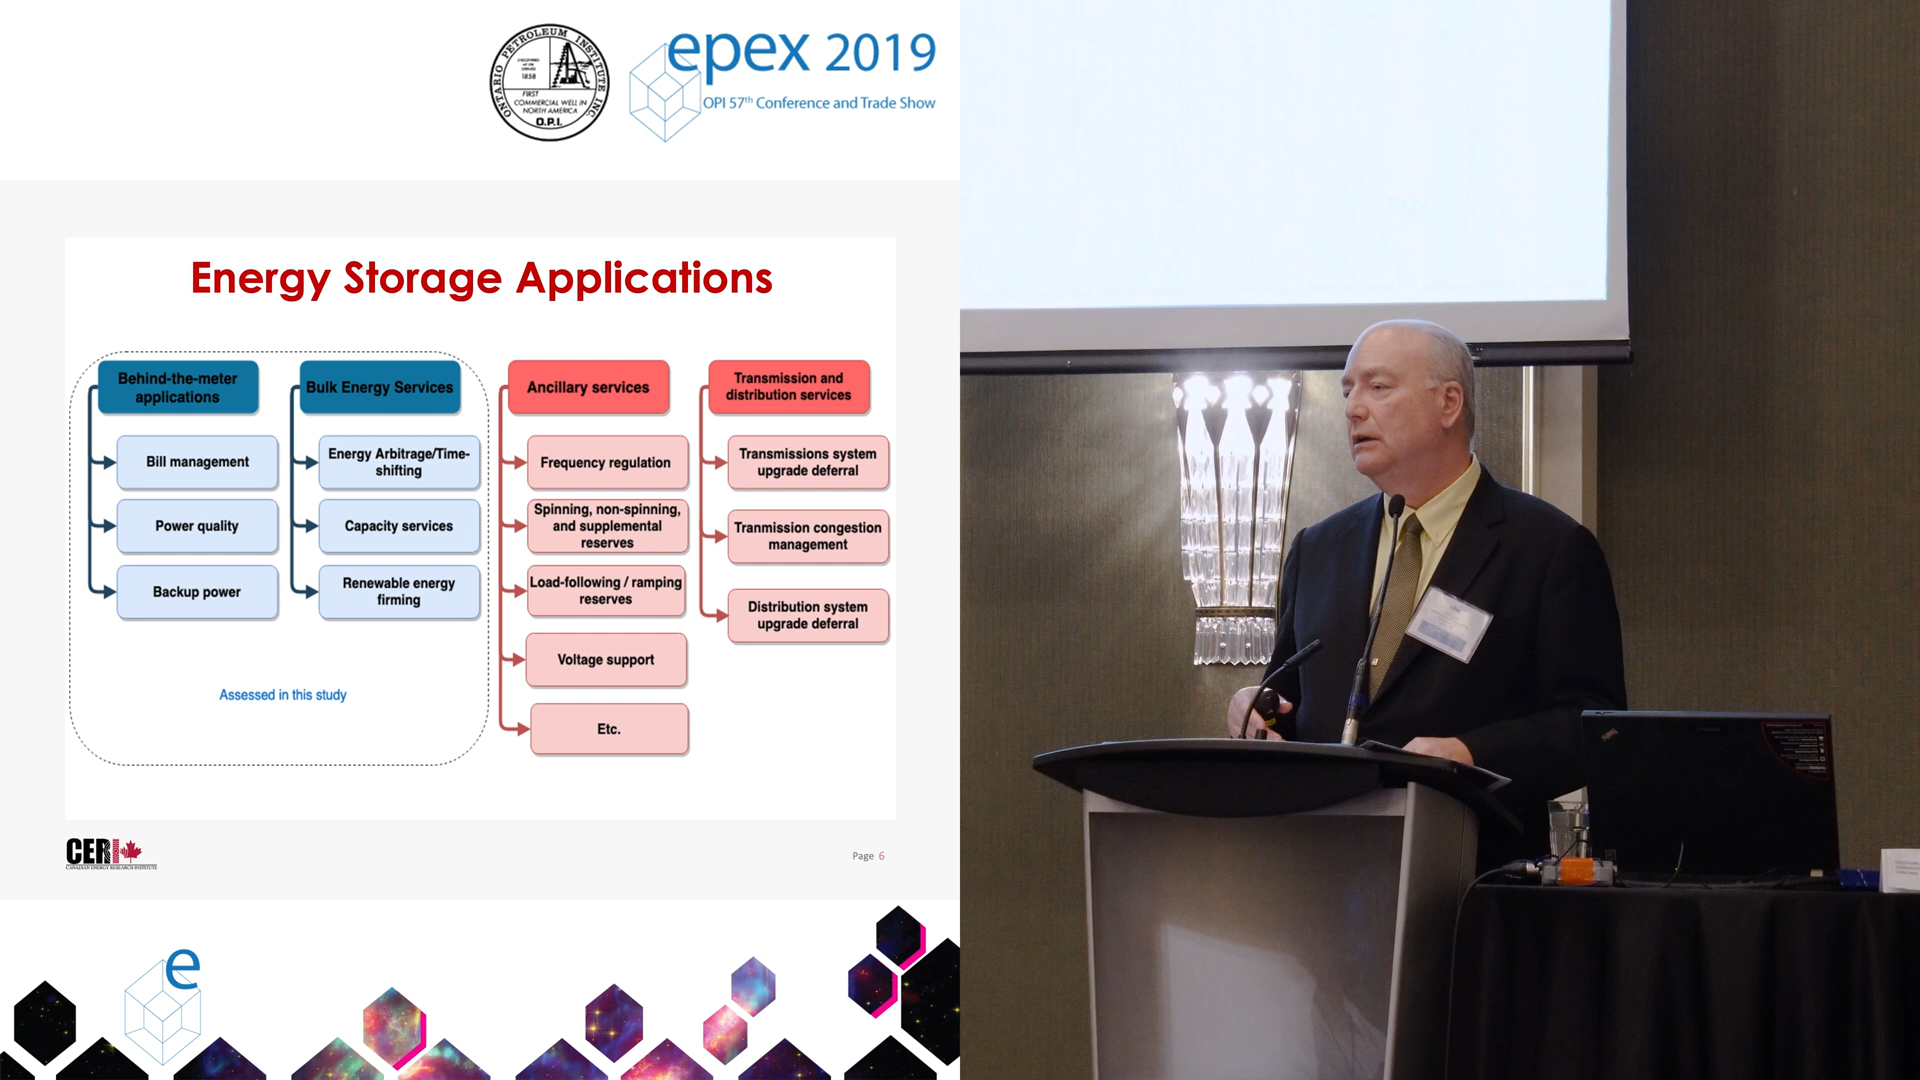 ONTARIO PETROLEUM INSTITUTE INC.
1858
FIRST
COMMERCIAL WELL IN
NORTH AMERICA
O.P.I.
epex 2019
OPI 57th Conference and Trade Show
Energy Storage Applications
Behind-the-meter
applications
Bill management
Power quality
Backup power
Bulk Energy Services
Energy Arbitrage/Time-
shifting
Capacity services
Renewable energy
firming
Assessed in this study
Ancillary services
Frequency regulation
Spinning, non-spinning,
and supplemental
reserves
Load-following / ramping
reserves
Voltage support
Etc.
Transmission and
distribution services
Transmissions system
upgrade deferral
Tranmission congestion
management
Distribution system
upgrade deferral
CERI
CANADIAN ENERGY RESEARCH INSTITUTE
Page 6
e